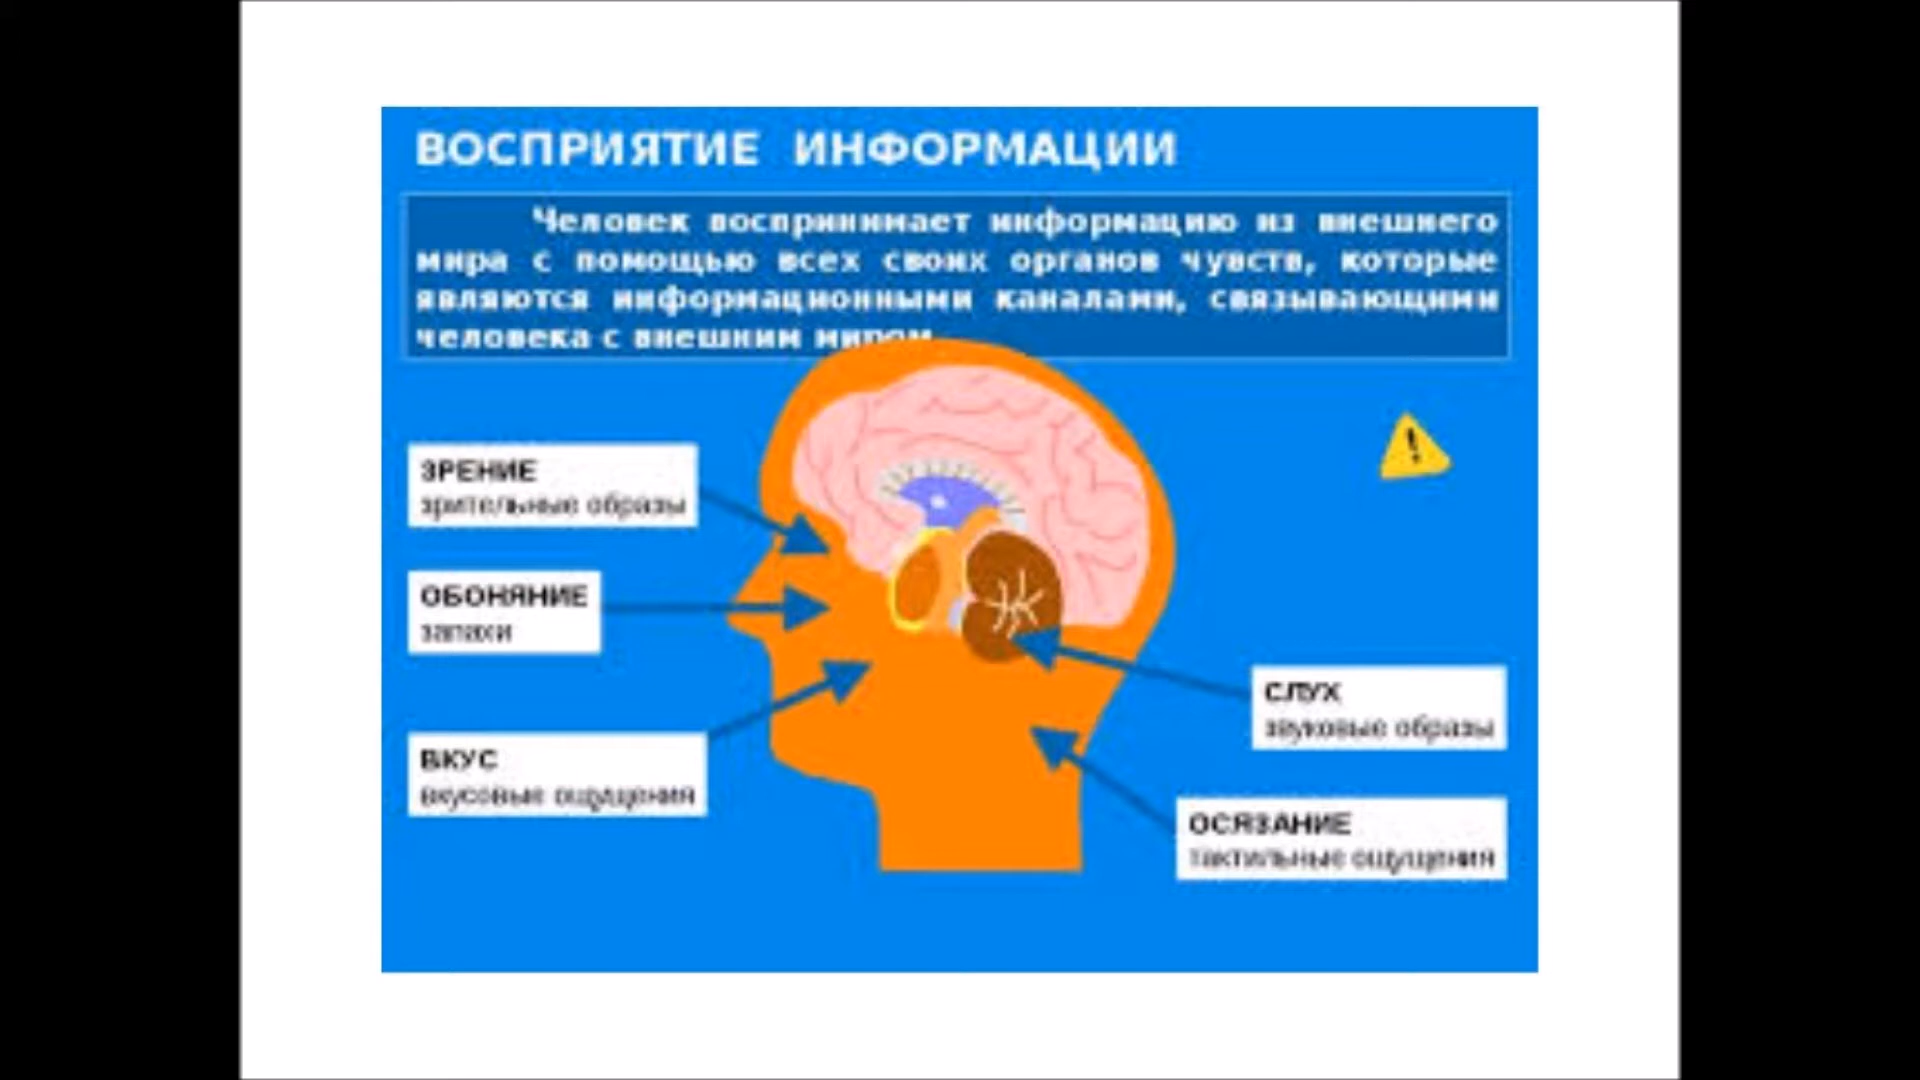 ВОСПРИЯТИЕ ИНФОРМАЦИИ
Человек воспринимает информацию из внешнего
мира с помощью всех своих органов чувств, которые
являются информационными каналами, связывающими
человека с внешним миром.
ЗРЕНИЕ
зрительные образы
ОБОНЯНИЕ
запахи
ВКУС
вкусовые ощущения
СЛУХ
звуковые образы
ОСЯЗАНИЕ
тактильные ощущения
!